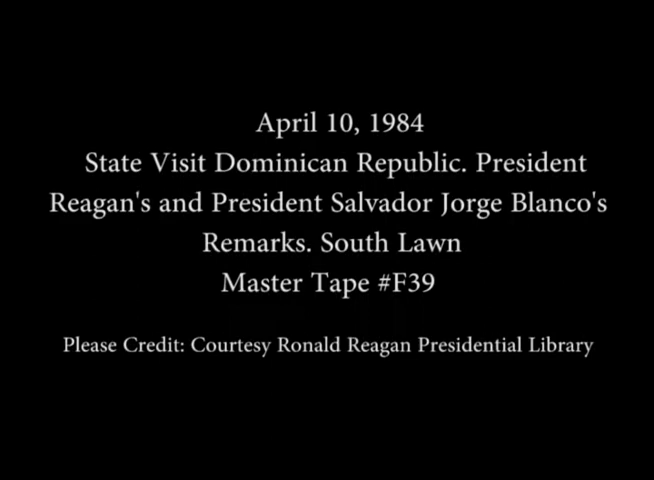 April 10, 1984
State Visit Dominican Republic. President
Reagan's and President Salvador Jorge Blanco's
Remarks. South Lawn
Master Tape #F39
Please Credit: Courtesy Ronald Reagan Presidential Library